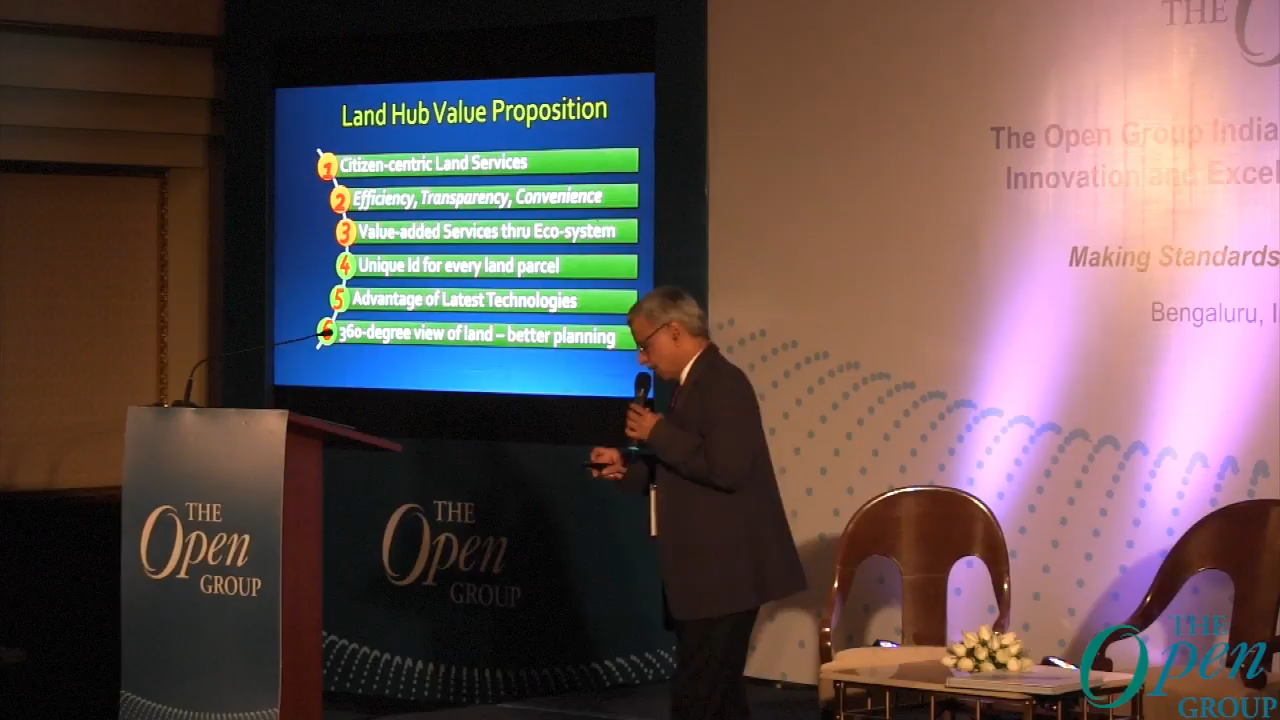 Land Hub Value Proposition
1 Citizen-centric Land Services
2 Efficiency, Transparency, Convenience
3 Value-added Services thru Eco-system
4 Unique Id for every land parcel
5 Advantage of Latest Technologies
6 360-degree view of land – better planning
THE
The Open Group India
Innovation and Excel
Making Standards
Bengaluru, I
THE
Open
GROUP
THE
Open
GROUP
THE
Open
GROUP